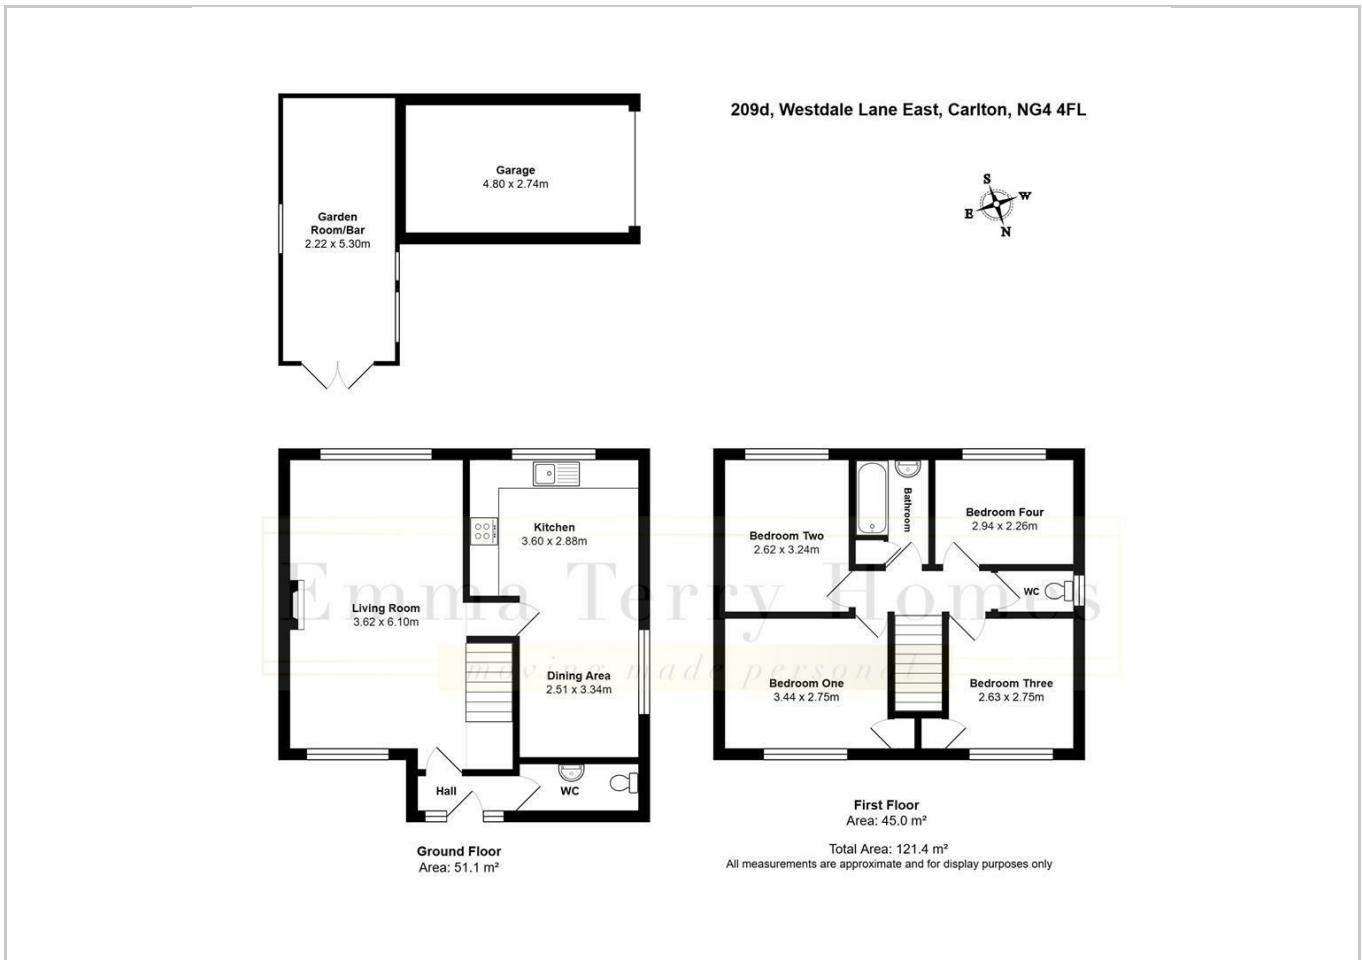 209d, Westdale Lane East, Carlton, NG4 4FL
S
W
E
N
Garage
4.80 x 2.74m
Garden
Room/Bar
2.22 x 5.30m
Kitchen
3.60 x 2.88m
Living Room
3.62 x 6.10m
Dining Area
2.51 x 3.34m
Hall
WC
Ground Floor
Area: 51.1 m²
Bedroom Two
2.62 x 3.24m
Bathroom
Bedroom Four
2.94 x 2.26m
WC
Bedroom One
3.44 x 2.75m
Bedroom Three
2.63 x 2.75m
First Floor
Area: 45.0 m²
Total Area: 121.4 m²
All measurements are approximate and for display purposes only
Emma Terry Homes
moving made personal